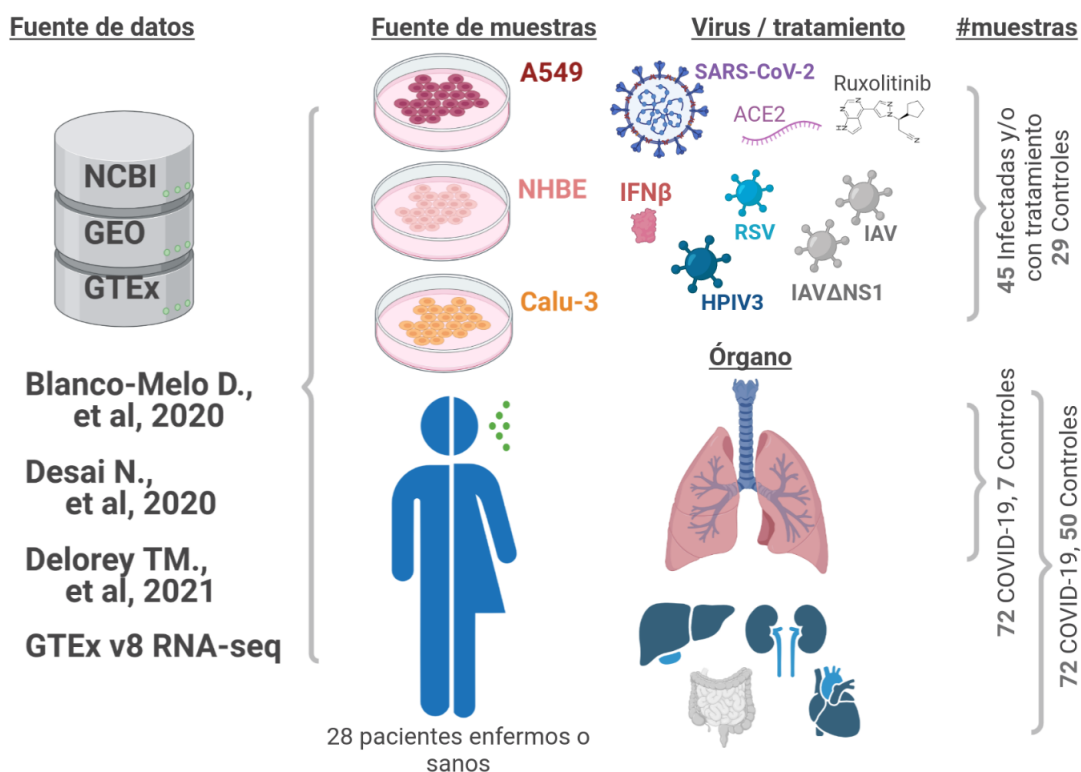 Fuente de datos
NCBI
GEO
GTEx
Blanco-Melo D.,
et al, 2020
Desai N.,
et al, 2020
Delorey TM.,
et al, 2021
GTEx v8 RNA-seq
Fuente de muestras
A549
NHBE
Calu-3
28 pacientes enfermos o
sanos
Virus / tratamiento
SARS-CoV-2
ACE2
Ruxolitinib
IFNβ
RSV
IAV
HPIV3
IAVΔNS1
Órgano
#muestras
45 Infectadas y/o
con tratamiento
29 Controles
72 COVID-19, 7 Controles
72 COVID-19, 50 Controles